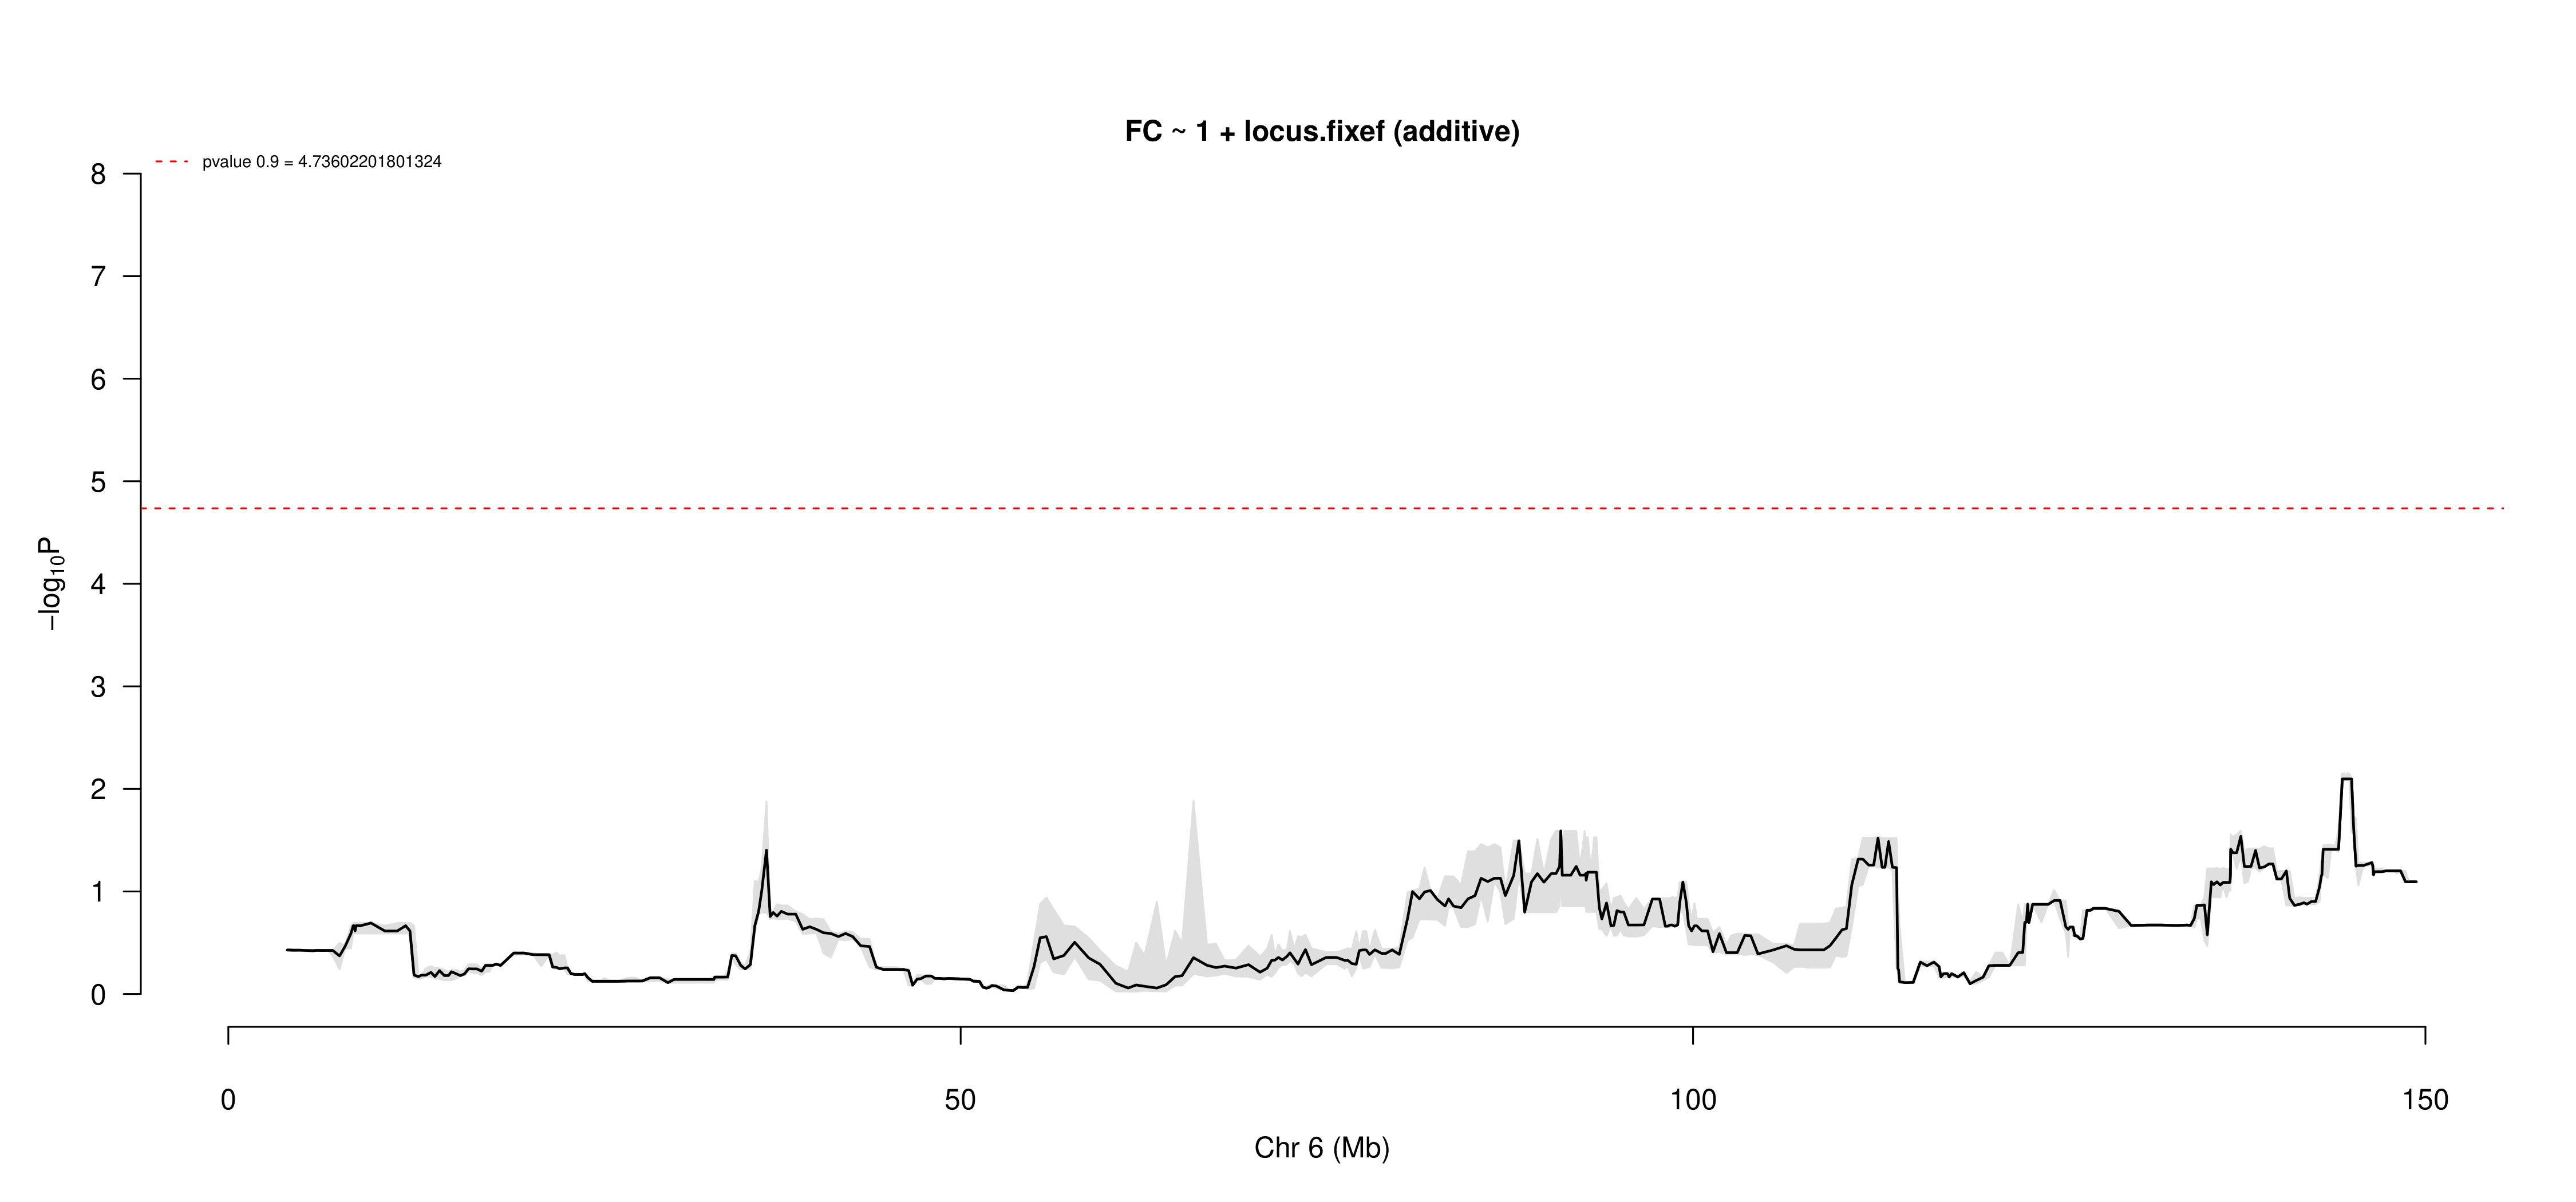 FC ~ 1 + locus.fixef (additive)
pvalue 0.9 = 4.73602201801324
8
7
6
5
4
3
2
1
0
−log10P
0 50 100 150
Chr 6 (Mb)